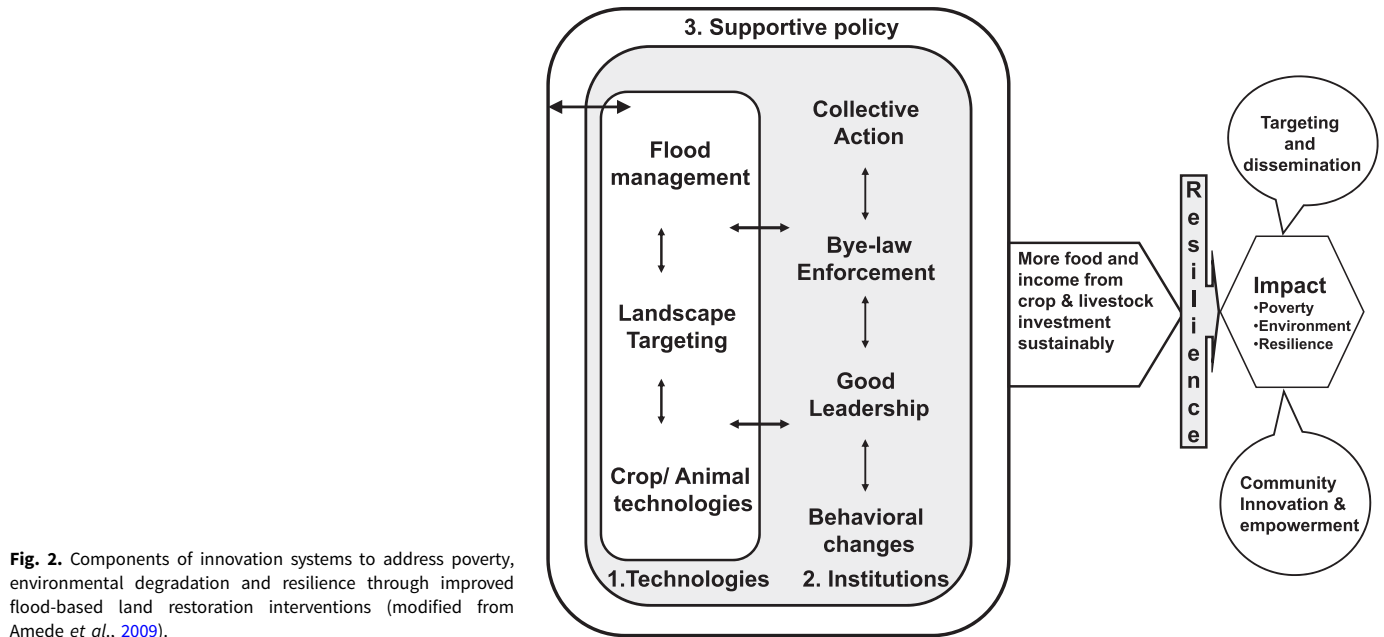 3. Supportive policy
Flood
management
Landscape
Targeting
Crop/ Animal
technologies
1.Technologies
Collective
Action
Bye-law
Enforcement
Good
Leadership
Behavioral
changes
2. Institutions
More food and
income from
crop & livestock
investment
sustainably
Resilience
Targeting
and
dissemination
Impact
•Poverty
•Environment
•Resilience
Community
Innovation &
empowerment
Fig. 2. Components of innovation systems to address poverty,
environmental degradation and resilience through improved
flood-based land restoration interventions (modified from
Amede et al., 2009).